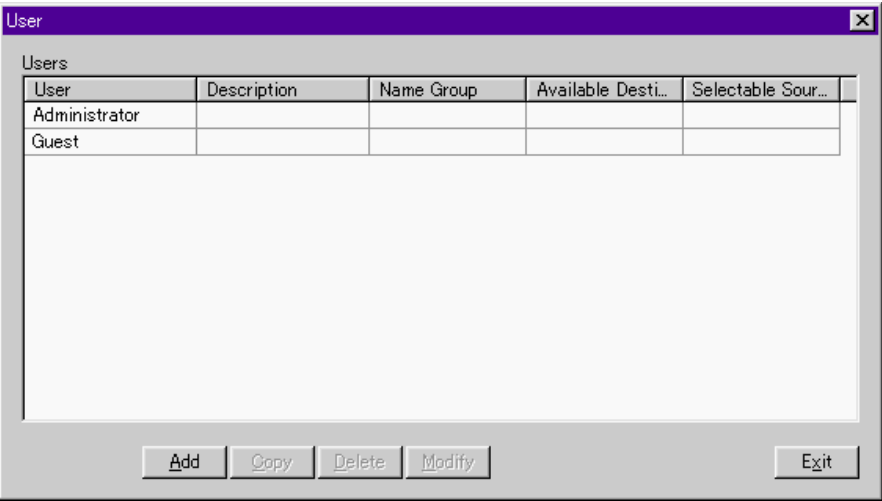 User
Users
User Description Name Group Available Desti... Selectable Sour...
Administrator
Guest
Add Copy Delete Modify Exit